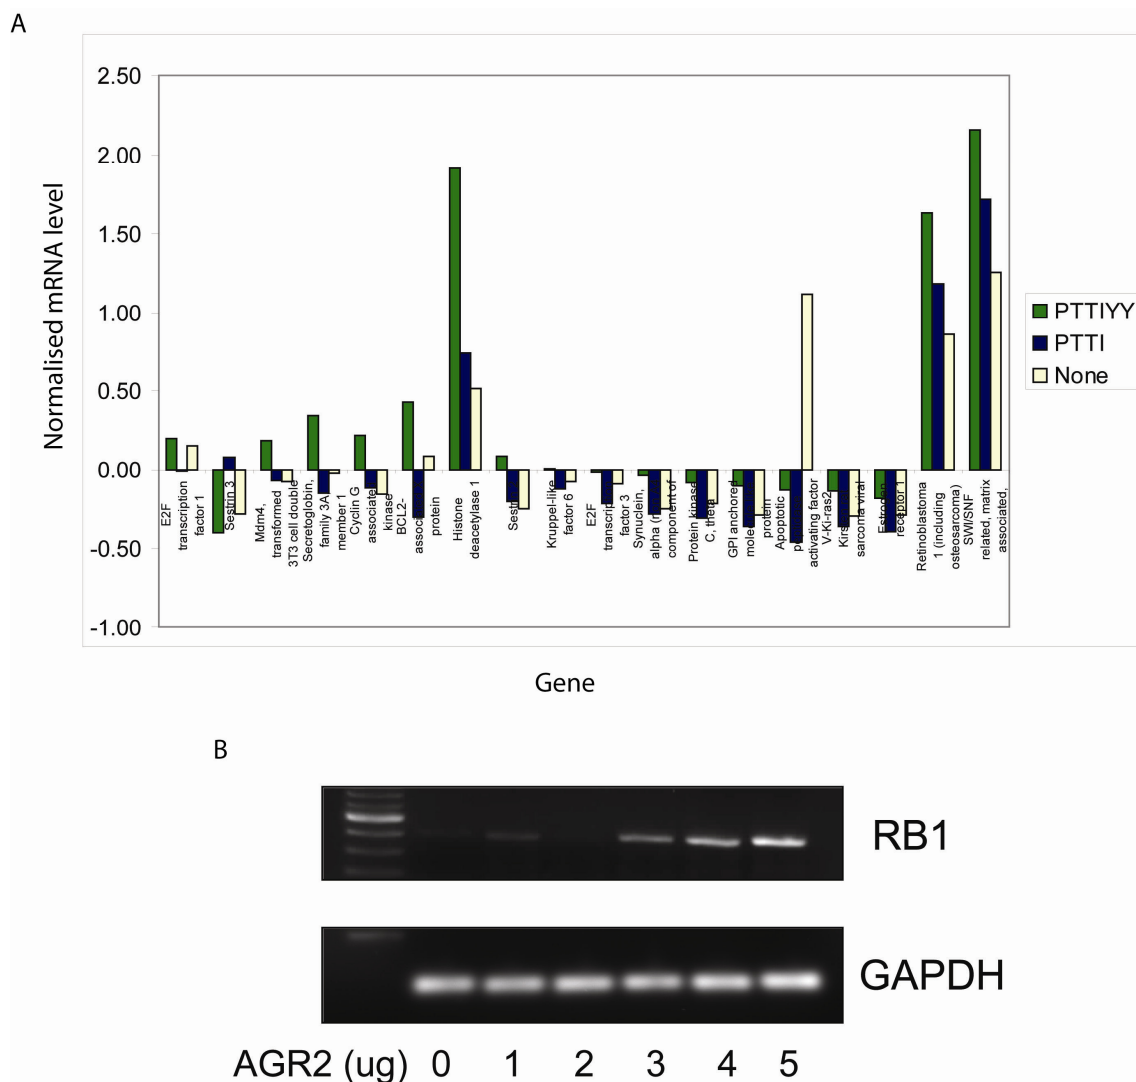 A
2.50
2.00
1.50
1.00
0.50
0.00
-0.50
-1.00
Normalised mRNA level
E2F
transcription
factor 1
Sestrin 3
Mdm4,
transformed
3T3 cell double
Secretoglobin,
family 3A,
member 1
Cyclin G
associated
kinase
BCL2-
protein
Histone
deacetylase 1
Kruppel-like
factor 6
E2F
factor 3
Synuclein,
component of
Protein kinase
C, theta
GPI anchored
protein
Apoptotic
activating factor
V-Ki-ras2
sarcoma viral
Estrogen
receptor 1
Retinoblastoma
1 (including
osteosarcoma)
SWI/SNF
related, matrix
associated,
Gene
PTTIYY
PTTI
None
B
RB1
GAPDH
AGR2 (ug) 0 1 2 3 4 5